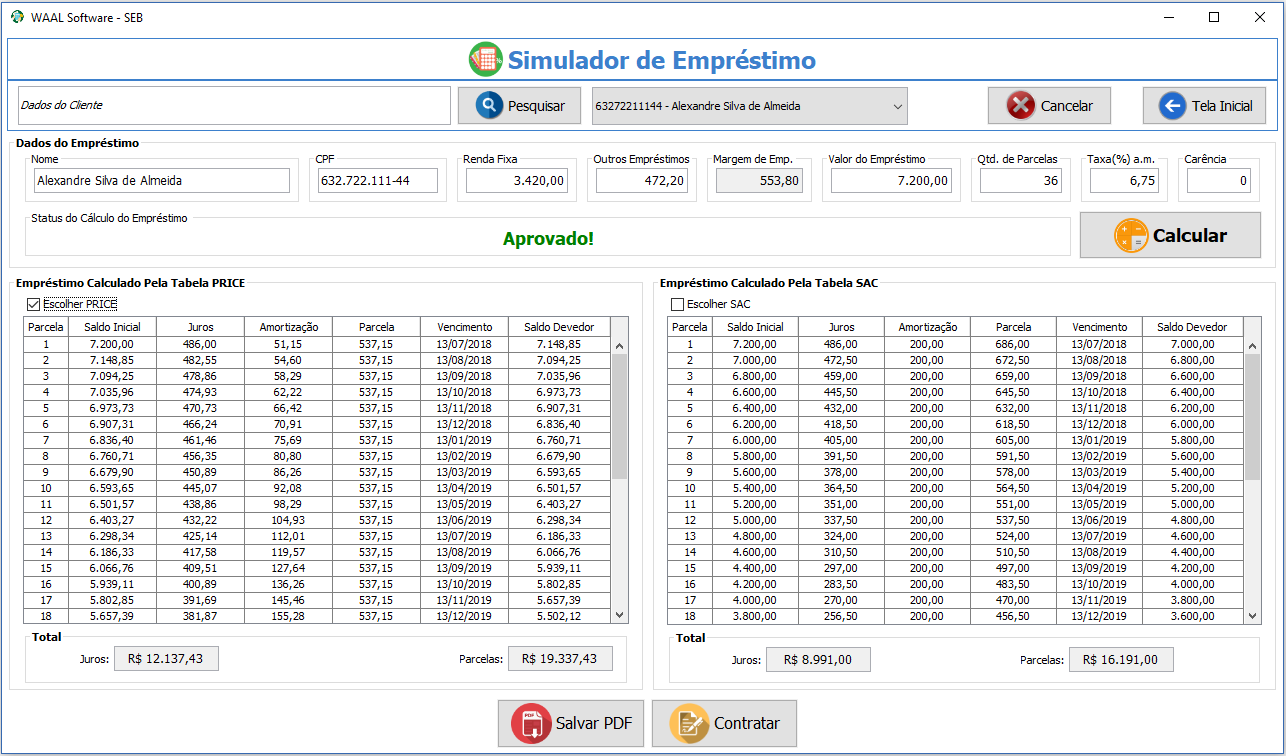 WAAL Software - SEB
Simulador de Empréstimo
Dados do Cliente
Pesquisar
63272211144 - Alexandre Silva de Almeida
Cancelar
Tela Inicial
Dados do Empréstimo
Nome CPF Renda Fixa Outros Empréstimos Margem de Emp. Valor do Empréstimo Qtd. de Parcelas Taxa(%) a.m. Carência
Alexandre Silva de Almeida 632.722.111-44 3.420,00 472,20 553,80 7.200,00 36 6,75 0
Status do Cálculo do Empréstimo
Aprovado!
Calcular
Empréstimo Calculado Pela Tabela PRICE
Escolher PRICE
Parcela Saldo Inicial Juros Amortização Parcela Vencimento Saldo Devedor
1 7.200,00 486,00 51,15 537,15 13/07/2018 7.148,85
2 7.148,85 482,55 54,60 537,15 13/08/2018 7.094,25
3 7.094,25 478,86 58,29 537,15 13/09/2018 7.035,96
4 7.035,96 474,93 62,22 537,15 13/10/2018 6.973,73
5 6.973,73 470,73 66,42 537,15 13/11/2018 6.907,31
6 6.907,31 466,24 70,91 537,15 13/12/2018 6.836,40
7 6.836,40 461,46 75,69 537,15 13/01/2019 6.760,71
8 6.760,71 456,35 80,80 537,15 13/02/2019 6.679,90
9 6.679,90 450,89 86,26 537,15 13/03/2019 6.593,65
10 6.593,65 445,07 92,08 537,15 13/04/2019 6.501,57
11 6.501,57 438,86 98,29 537,15 13/05/2019 6.403,27
12 6.403,27 432,22 104,93 537,15 13/06/2019 6.298,34
13 6.298,34 425,14 112,01 537,15 13/07/2019 6.186,33
14 6.186,33 417,58 119,57 537,15 13/08/2019 6.066,76
15 6.066,76 409,51 127,64 537,15 13/09/2019 5.939,11
16 5.939,11 400,89 136,26 537,15 13/10/2019 5.802,85
17 5.802,85 391,69 145,46 537,15 13/11/2019 5.657,39
18 5.657,39 381,87 155,28 537,15 13/12/2019 5.502,12
Total
Juros: R$ 12.137,43 Parcelas: R$ 19.337,43
Empréstimo Calculado Pela Tabela SAC
Escolher SAC
Parcela Saldo Inicial Juros Amortização Parcela Vencimento Saldo Devedor
1 7.200,00 486,00 200,00 686,00 13/07/2018 7.000,00
2 7.000,00 472,50 200,00 672,50 13/08/2018 6.800,00
3 6.800,00 459,00 200,00 659,00 13/09/2018 6.600,00
4 6.600,00 445,50 200,00 645,50 13/10/2018 6.400,00
5 6.400,00 432,00 200,00 632,00 13/11/2018 6.200,00
6 6.200,00 418,50 200,00 618,50 13/12/2018 6.000,00
7 6.000,00 405,00 200,00 605,00 13/01/2019 5.800,00
8 5.800,00 391,50 200,00 591,50 13/02/2019 5.600,00
9 5.600,00 378,00 200,00 578,00 13/03/2019 5.400,00
10 5.400,00 364,50 200,00 564,50 13/04/2019 5.200,00
11 5.200,00 351,00 200,00 551,00 13/05/2019 5.000,00
12 5.000,00 337,50 200,00 537,50 13/06/2019 4.800,00
13 4.800,00 324,00 200,00 524,00 13/07/2019 4.600,00
14 4.600,00 310,50 200,00 510,50 13/08/2019 4.400,00
15 4.400,00 297,00 200,00 497,00 13/09/2019 4.200,00
16 4.200,00 283,50 200,00 483,50 13/10/2019 4.000,00
17 4.000,00 270,00 200,00 470,00 13/11/2019 3.800,00
18 3.800,00 256,50 200,00 456,50 13/12/2019 3.600,00
Total
Juros: R$ 8.991,00 Parcelas: R$ 16.191,00
PDF
Salvar PDF
Contratar